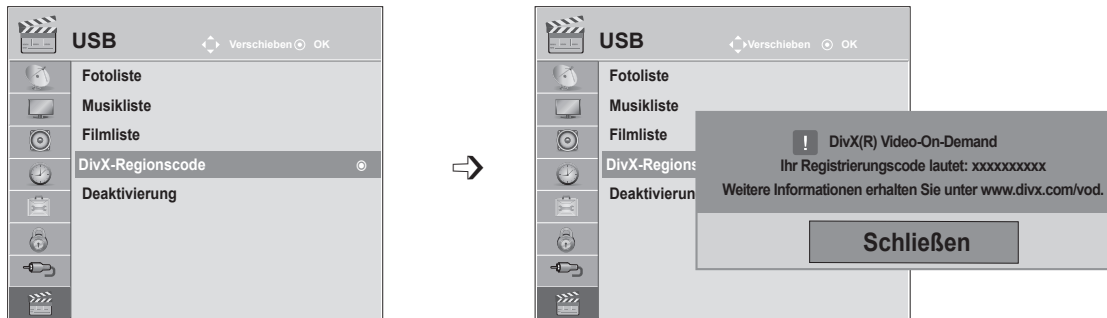 USB
Verschieben OK
Fotoliste
Musikliste
Filmliste
DivX-Regionscode
Deaktivierung
USB
Verschieben OK
Fotoliste
Musikliste
Filmliste
DivX-Regions
Deaktivierun
! DivX(R) Video-On-Demand
Ihr Registrierungscode lautet: xxxxxxxxxx
Weitere Informationen erhalten Sie unter www.divx.com/vod.
Schließen